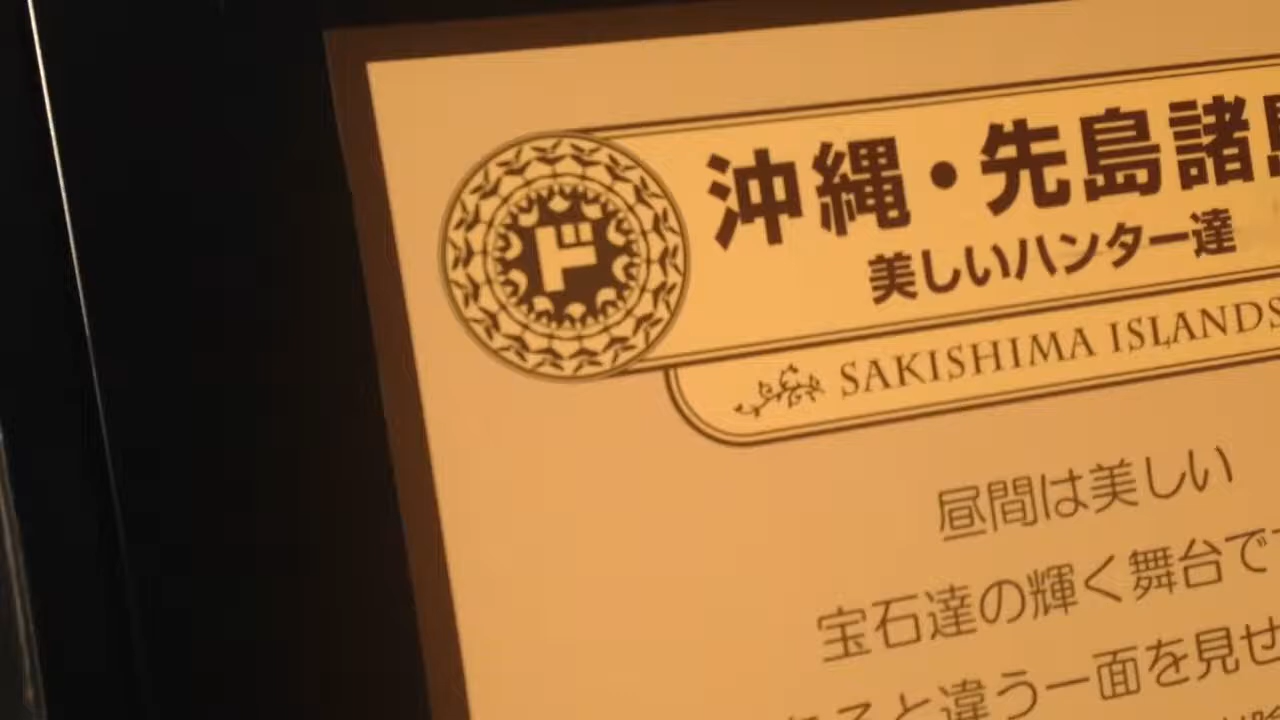 ド
沖縄・先島諸島
美しいハンター達
SAKISHIMA ISLANDS
昼間は美しい
宝石達の輝く舞台で
と違う一面を見せ